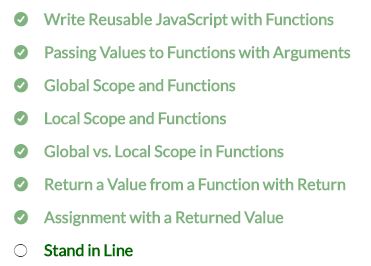 Write Reusable JavaScript with Functions
Passing Values to Functions with Arguments
Global Scope and Functions
Local Scope and Functions
Global vs. Local Scope in Functions
Return a Value from a Function with Return
Assignment with a Returned Value
Stand in Line